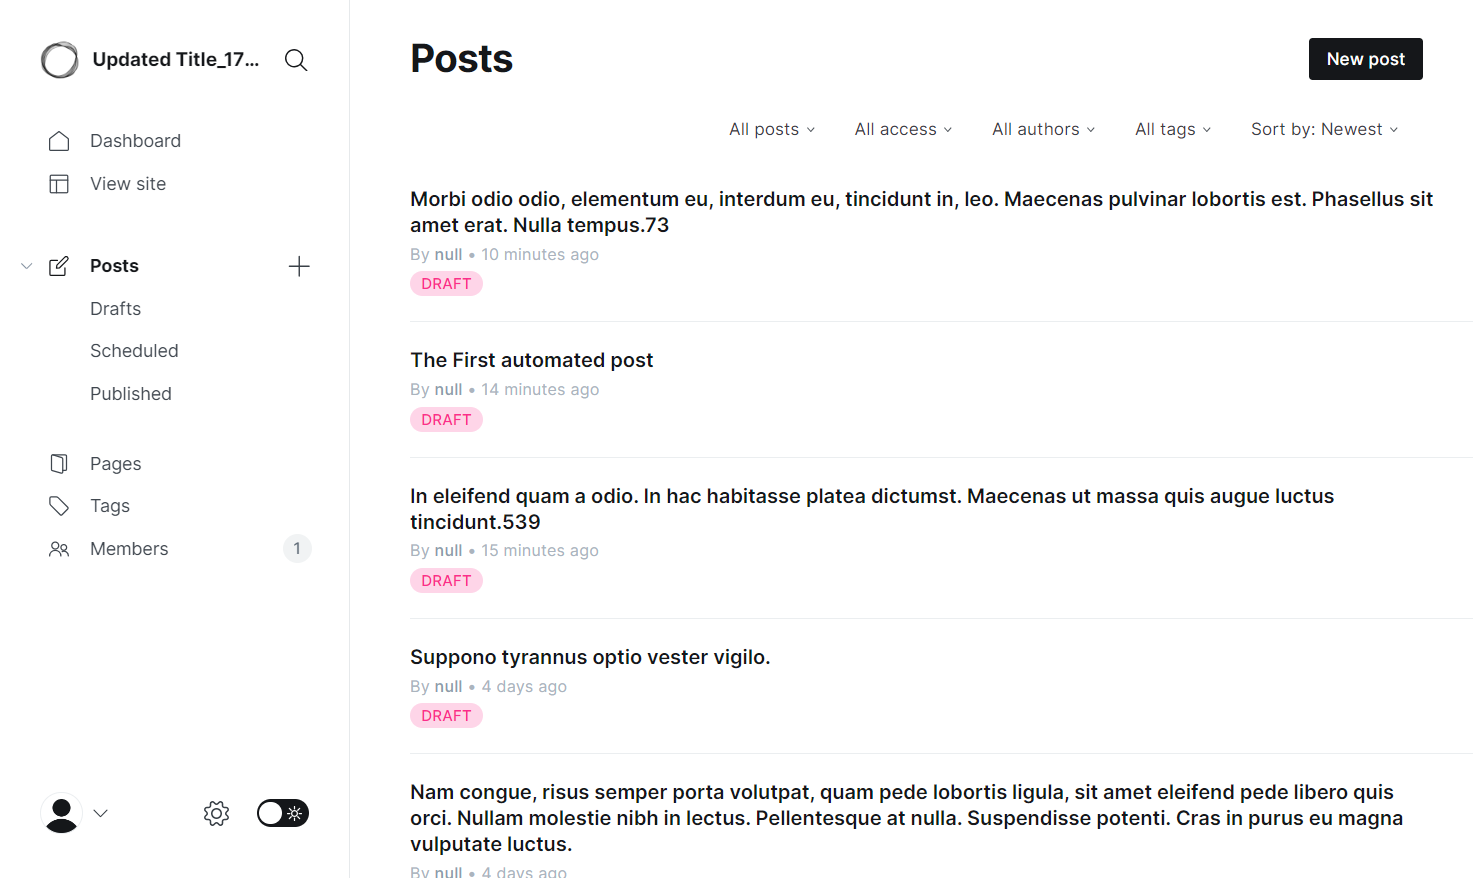 Updated Title_17...
Dashboard
View site
Posts
Drafts
Scheduled
Published
Pages
Tags
Members
1
Posts
New post
All posts
All access
All authors
All tags
Sort by: Newest
Morbi odio odio, elementum eu, interdum eu, tincidunt in, leo. Maecenas pulvinar lobortis est. Phasellus sit
amet erat. Nulla tempus.73
By null • 10 minutes ago
DRAFT
The First automated post
By null • 14 minutes ago
DRAFT
In eleifend quam a odio. In hac habitasse platea dictumst. Maecenas ut massa quis augue luctus
tincidunt.539
By null • 15 minutes ago
DRAFT
Suppono tyrannus optio vester vigilo.
By null • 4 days ago
DRAFT
Nam congue, risus semper porta volutpat, quam pede lobortis ligula, sit amet eleifend pede libero quis
orci. Nullam molestie nibh in lectus. Pellentesque at nulla. Suspendisse potenti. Cras in purus eu magna
vulputate luctus.
By null • 4 days ago